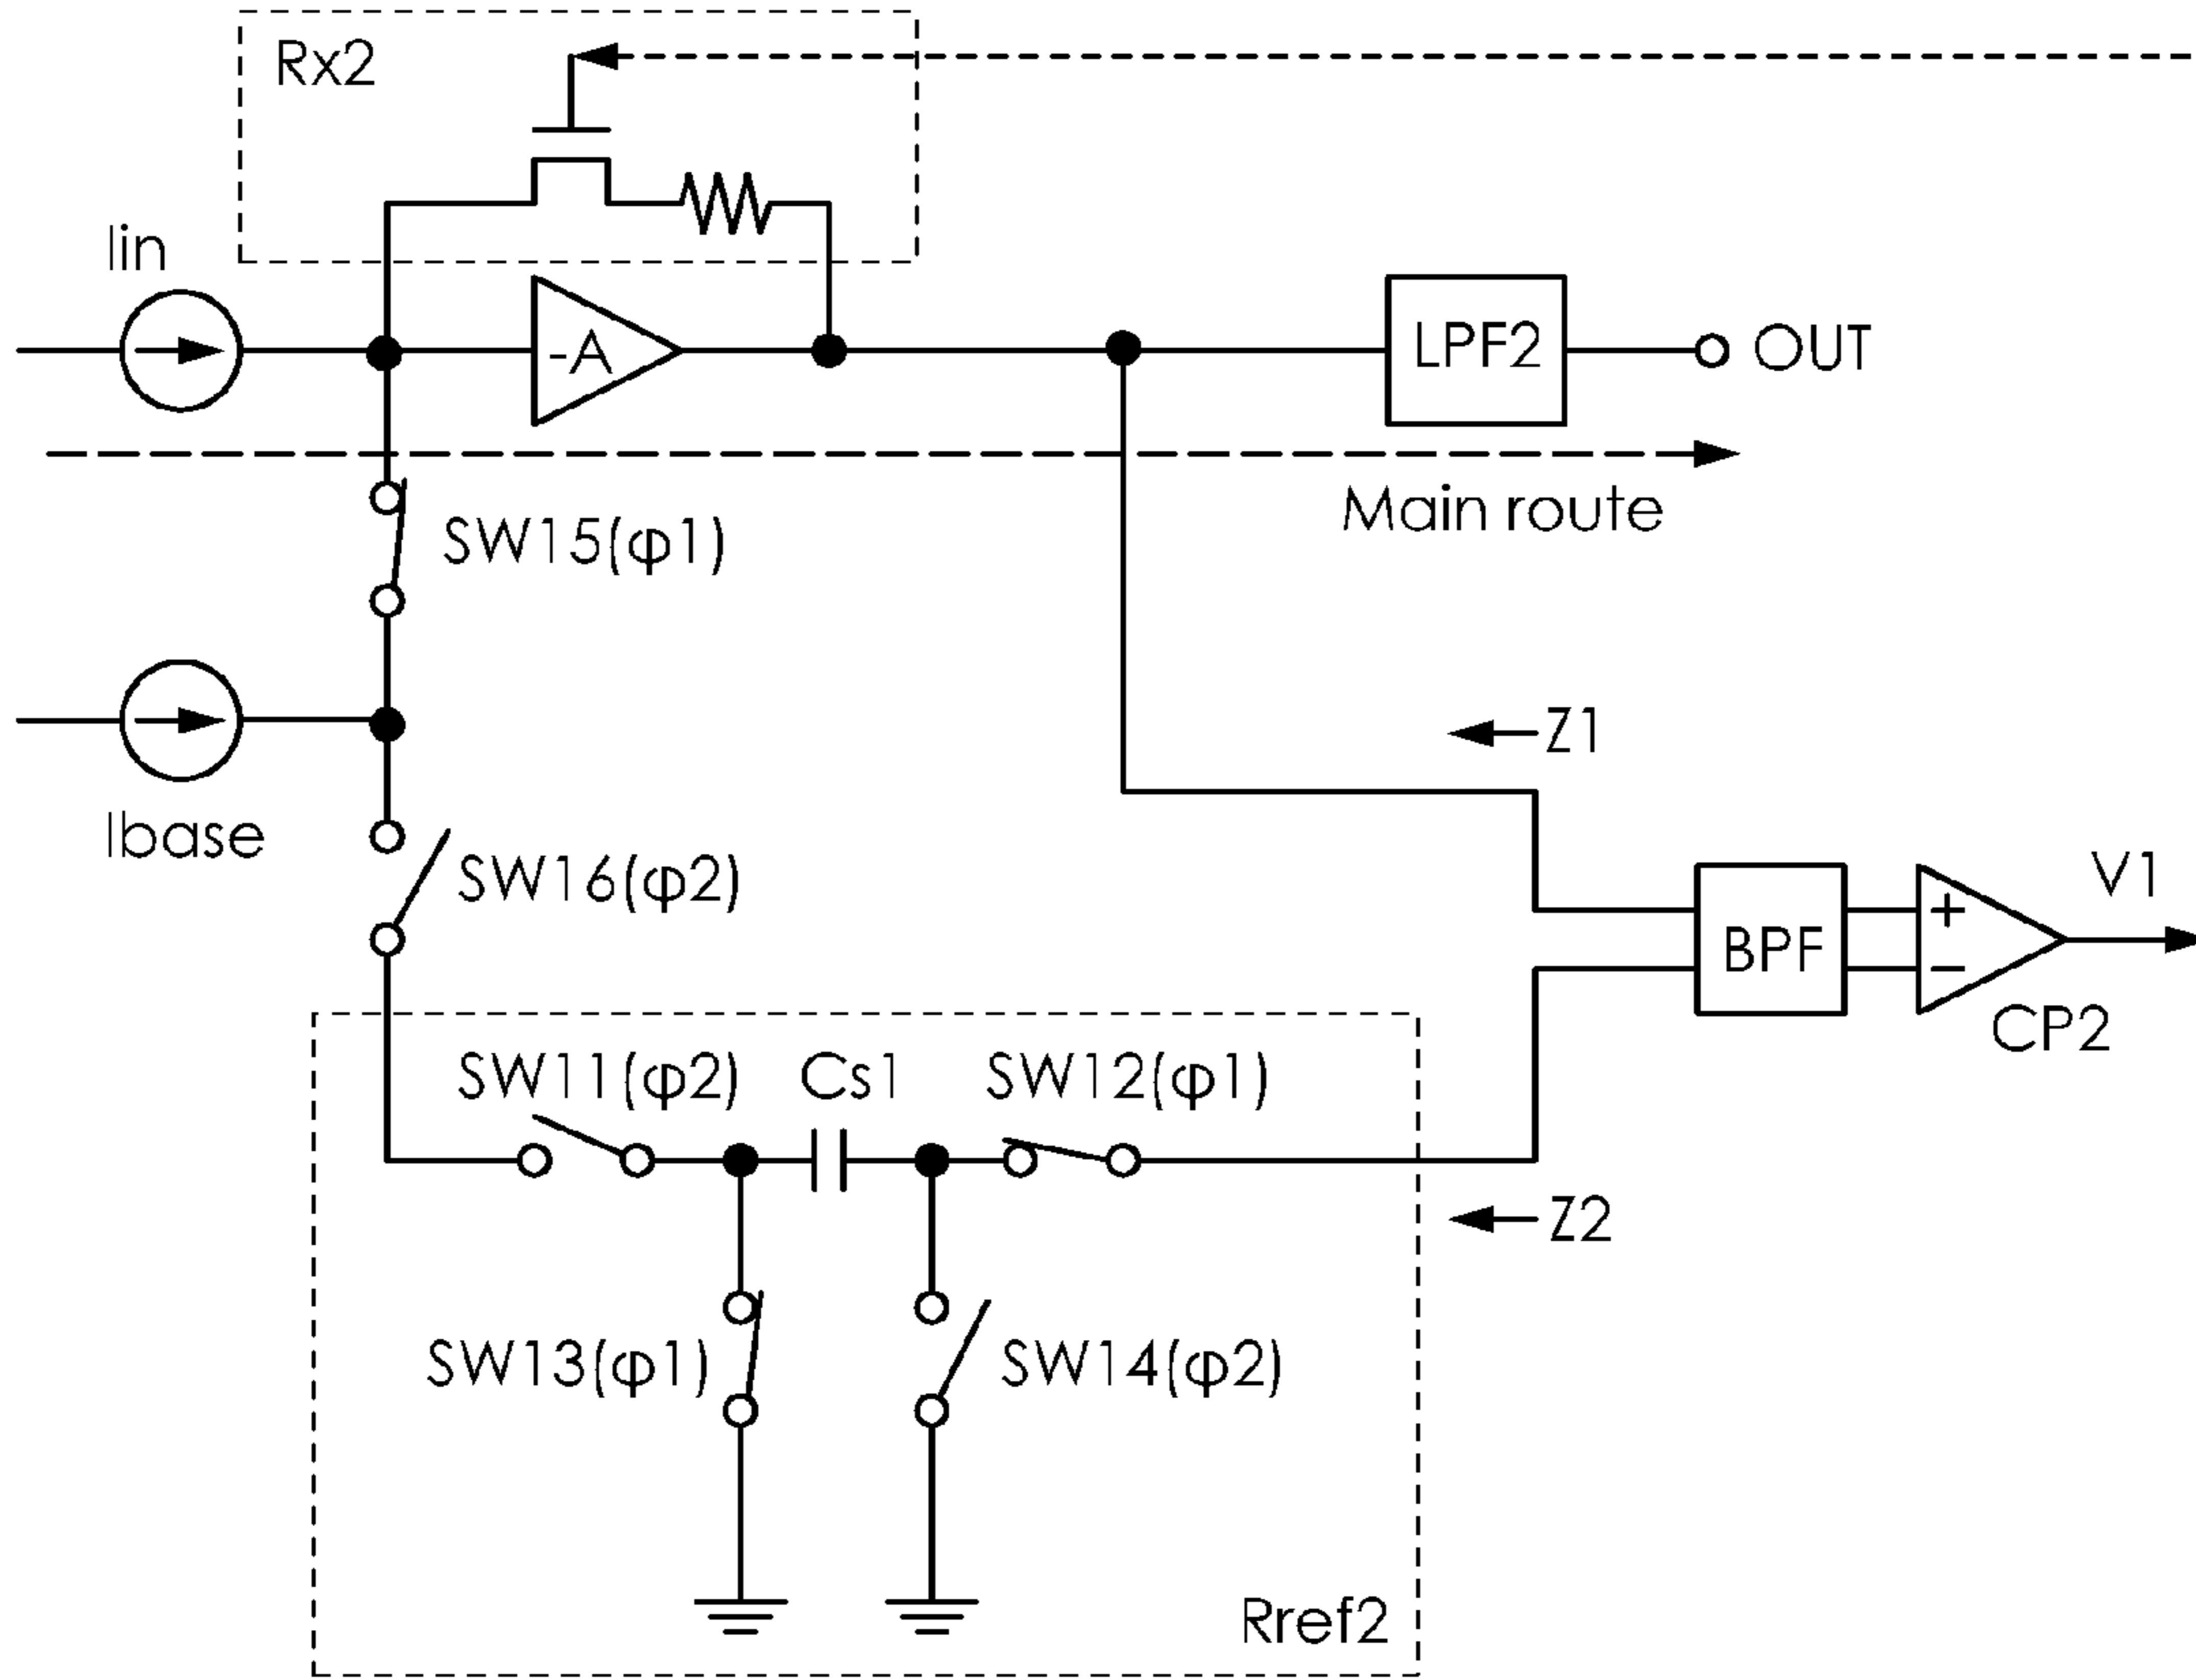 Rx2
Iin
-A
LPF2
OUT
Main route
SW15(φ1)
Z1
Ibase
SW16(φ2)
V1
+
BPF
−
CP2
SW11(φ2)
Cs1
SW12(φ1)
Z2
SW13(φ1)
SW14(φ2)
Rref2